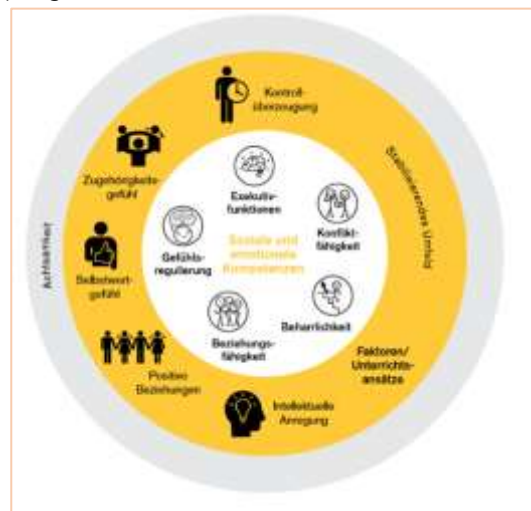 Kontroll-
überzeugung
Zugehörigkeits-
gefühl
Stabilisierendes Umfeld
Exekutiv-
funktionen
Achtsamkeit
Konflikt-
fähigkeit
Gefühls-
regulierung
Soziale und
emotionale
Kompetenzen
Selbstwert-
gefühl
Beharrlichkeit
Beziehungs-
fähigkeit
Positive
Beziehungen
Faktoren/
Unterrichts-
ansätze
Intellektuelle
Anregung